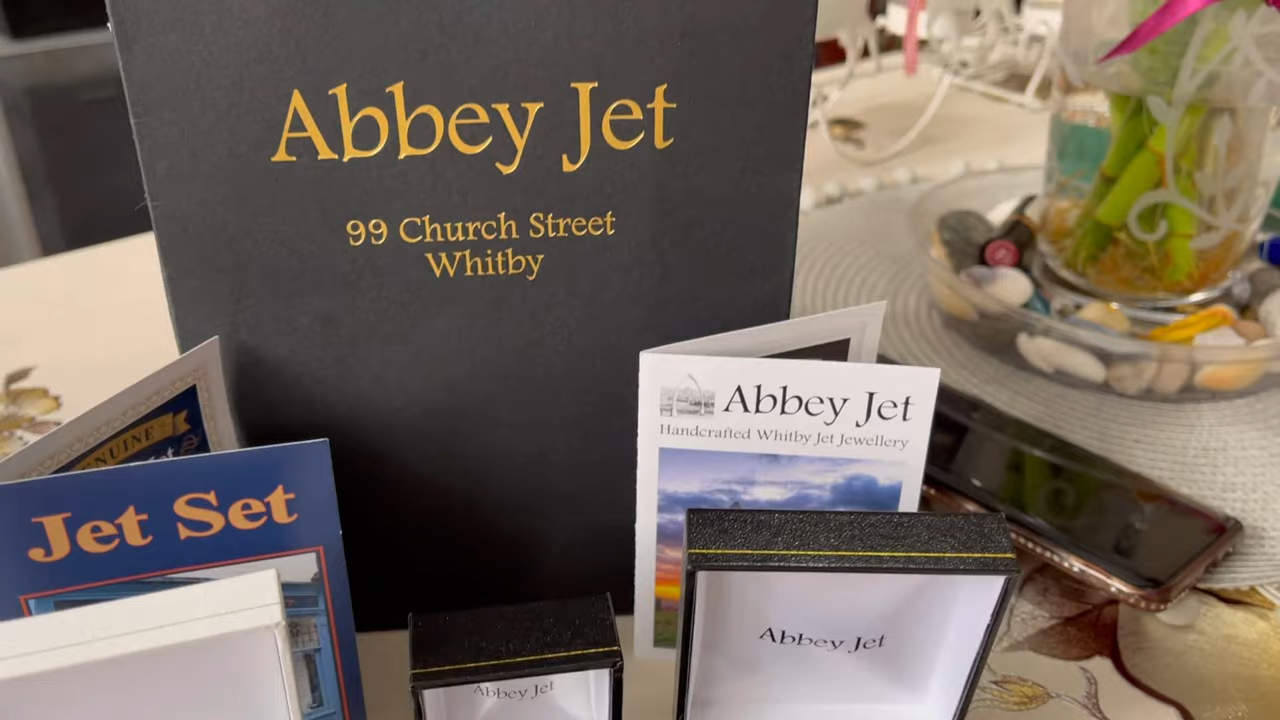 Abbey Jet
99 Church Street
Whitby
GENUINE
Jet Set
Abbey Jet
Handcrafted Whitby Jet Jewellery
Abbey Jet
Abbey Jet